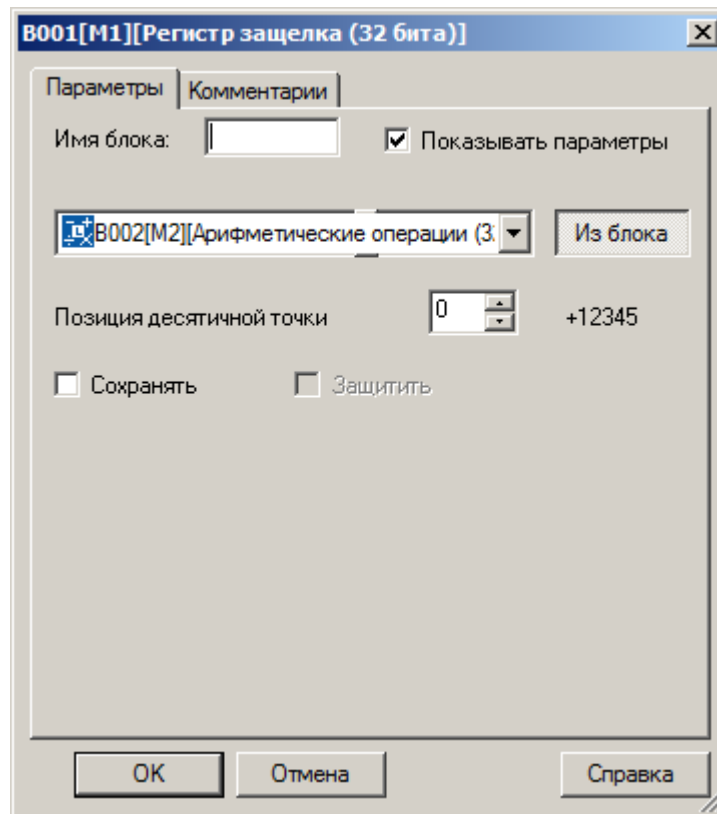 B001[M1][Регистр защелка (32 бита)]
Параметры Комментарии
Имя блока: Показывать параметры
B002[M2][Арифметические операции (3 Из блока
Позиция десятичной точки 0 +12345
Сохранять Защитить
OK Отмена Справка